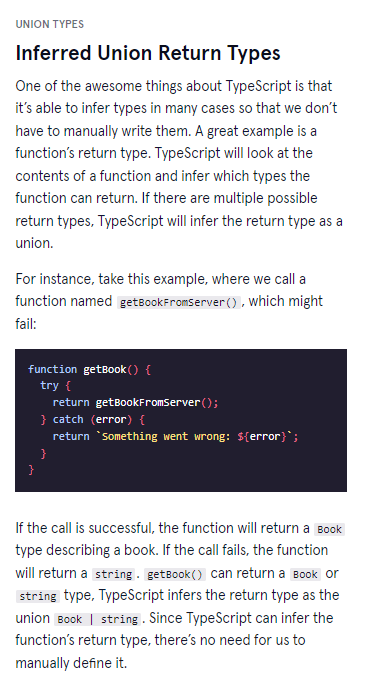 UNION TYPES
Inferred Union Return Types
One of the awesome things about TypeScript is that
it’s able to infer types in many cases so that we don’t
have to manually write them. A great example is a
function’s return type. TypeScript will look at the
contents of a function and infer which types the
function can return. If there are multiple possible
return types, TypeScript will infer the return type as a
union.
For instance, take this example, where we call a
function named getBookFromServer() , which might
fail:
function getBook() {
  try {
    return getBookFromServer();
  } catch (error) {
    return `Something went wrong: ${error}`;
  }
}
If the call is successful, the function will return a Book
type describing a book. If the call fails, the function
will return a string . getBook() can return a Book or
string type, TypeScript infers the return type as the
union Book | string . Since TypeScript can infer the
function’s return type, there’s no need for us to
manually define it.